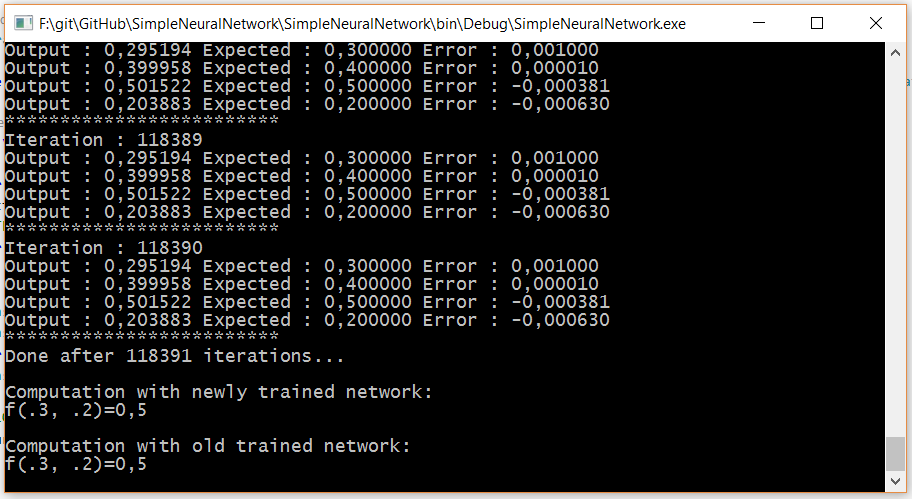 F:\git\GitHub\SimpleNeuralNetwork\SimpleNeuralNetwork\bin\Debug\SimpleNeuralNetwork.exe
Output : 0,295194 Expected : 0,300000 Error : 0,001000
Output : 0,399958 Expected : 0,400000 Error : 0,000010
Output : 0,501522 Expected : 0,500000 Error : -0,000381
Output : 0,203883 Expected : 0,200000 Error : -0,000630
*************************
Iteration : 118389
Output : 0,295194 Expected : 0,300000 Error : 0,001000
Output : 0,399958 Expected : 0,400000 Error : 0,000010
Output : 0,501522 Expected : 0,500000 Error : -0,000381
Output : 0,203883 Expected : 0,200000 Error : -0,000630
*************************
Iteration : 118390
Output : 0,295194 Expected : 0,300000 Error : 0,001000
Output : 0,399958 Expected : 0,400000 Error : 0,000010
Output : 0,501522 Expected : 0,500000 Error : -0,000381
Output : 0,203883 Expected : 0,200000 Error : -0,000630
*************************
Done after 118391 iterations...
Computation with newly trained network:
f(.3, .2)=0,5
Computation with old trained network:
f(.3, .2)=0,5